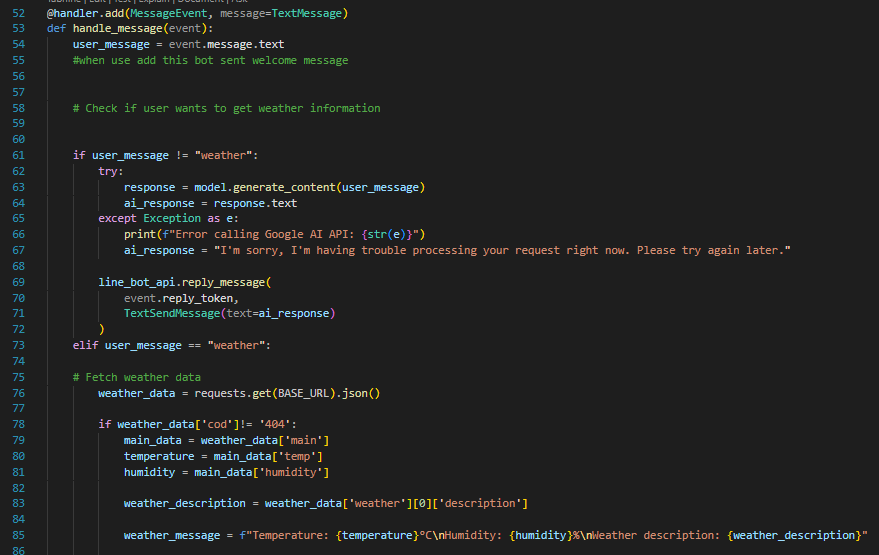 Tabnine | Edit | Test | Explain | Document | Ask
52 @handler.add(MessageEvent, message=TextMessage)
53 def handle_message(event):
54     user_message = event.message.text
55     #when use add this bot sent welcome message
56
57
58     # Check if user wants to get weather information
59
60
61     if user_message != "weather":
62         try:
63             response = model.generate_content(user_message)
64             ai_response = response.text
65         except Exception as e:
66             print(f"Error calling Google AI API: {str(e)}")
67             ai_response = "I'm sorry, I'm having trouble processing your request right now. Please try again later."
68
69         line_bot_api.reply_message(
70             event.reply_token,
71             TextSendMessage(text=ai_response)
72         )
73     elif user_message == "weather":
74
75     # Fetch weather data
76         weather_data = requests.get(BASE_URL).json()
77
78         if weather_data['cod']!= '404':
79             main_data = weather_data['main']
80             temperature = main_data['temp']
81             humidity = main_data['humidity']
82
83             weather_description = weather_data['weather'][0]['description']
84
85             weather_message = f"Temperature: {temperature}°C\nHumidity: {humidity}%\nWeather description: {weather_description}"
86